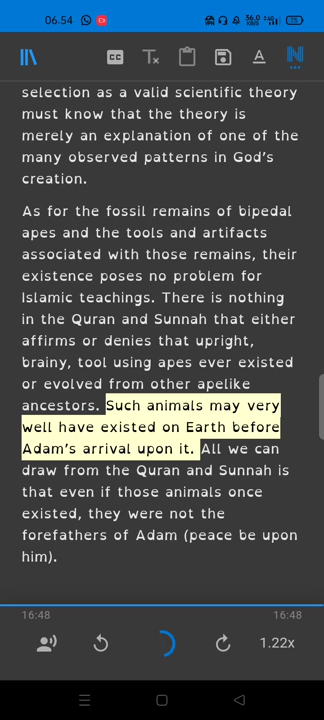 06.54
CC
selection as a valid scientific theory
must know that the theory is
merely an explanation of one of the
many observed patterns in God's
creation.
As for the fossil remains of bipedal
apes and the tools and artifacts
associated with those remains, their
existence poses no problem for
Islamic teachings. There is nothing
in the Quran and Sunnah that either
affirms or denies that upright,
brainy, tool using apes ever existed
or evolved from other apelike
ancestors. Such animals may very
well have existed on Earth before
Adam's arrival upon it. All we can
draw from the Quran and Sunnah is
that even if those animals once
existed, they were not the
forefathers of Adam (peace be upon
him).
16:48 16:48
1.22x